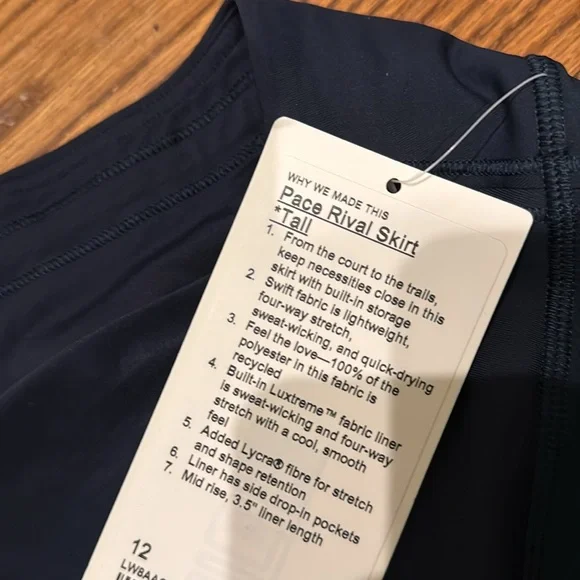 WHY WE MADE THIS
Pace Rival Skirt
*Tall
1. From the court to the trails,
keep necessities close in this
skirt with built-in storage
2. Swift fabric is lightweight,
four-way stretch,
sweat-wicking, and quick-drying
3. Feel the love—100% of the
polyester in this fabric is
recycled
4. Built-in Luxtreme™ fabric liner
is sweat-wicking and four-way
stretch with a cool, smooth
feel
5. Added Lycra® fibre for stretch
and shape retention
6. Liner has side drop-in pockets
7. Mid rise, 3.5" liner length
12